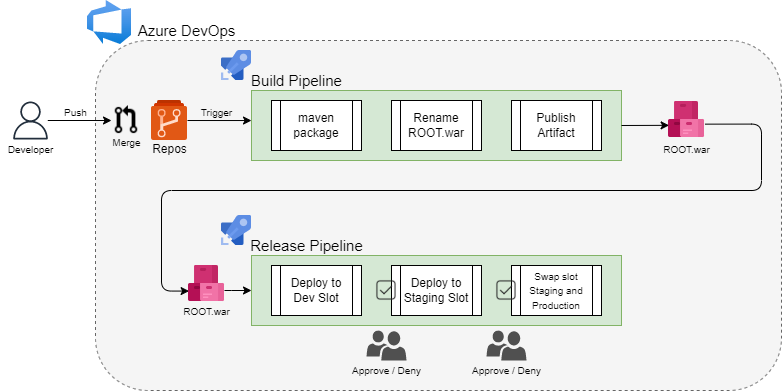 Azure DevOps
Build Pipeline
Push
Trigger
maven
package
Rename
ROOT.war
Publish
Artifact
Developer
Merge
Repos
ROOT.war
Release Pipeline
Deploy to
Dev Slot
Deploy to
Staging Slot
Swap slot
Staging and
Production
ROOT.war
Approve / Deny
Approve / Deny